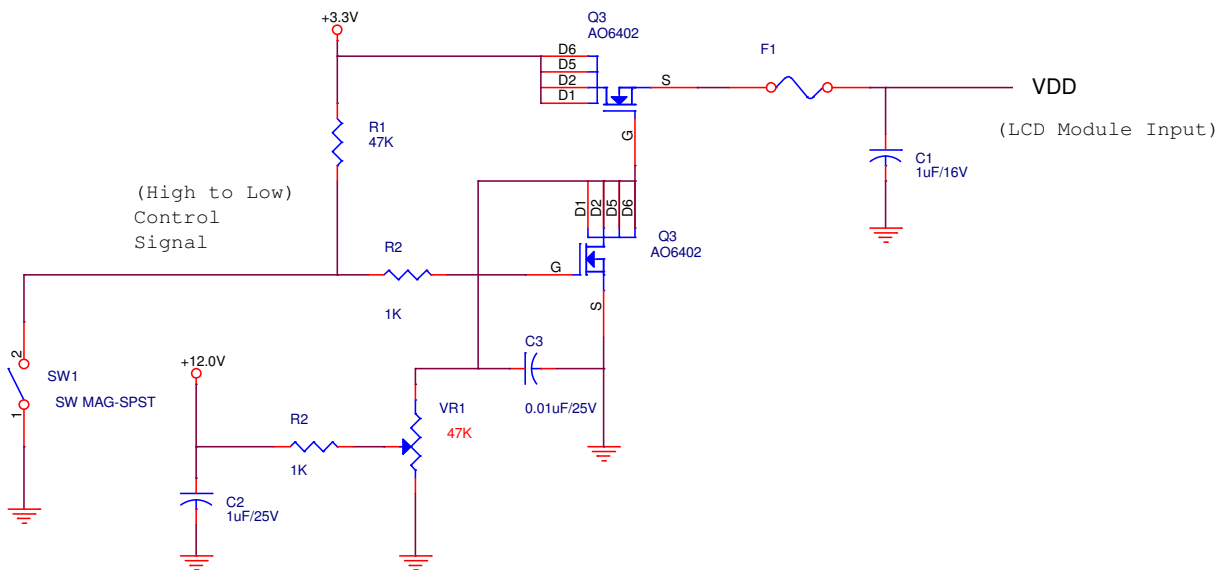 +3.3V
Q3
AO6402
D6
D5
D2
D1
S
G
F1
VDD
(LCD Module Input)
R1
47K
C1
1uF/16V
(High to Low)
Control
Signal
D1
D2
D5
D6
Q3
AO6402
R2
1K
G
S
2
1
SW1
SW MAG-SPST
+12.0V
C3
0.01uF/25V
R2
1K
VR1
47K
C2
1uF/25V